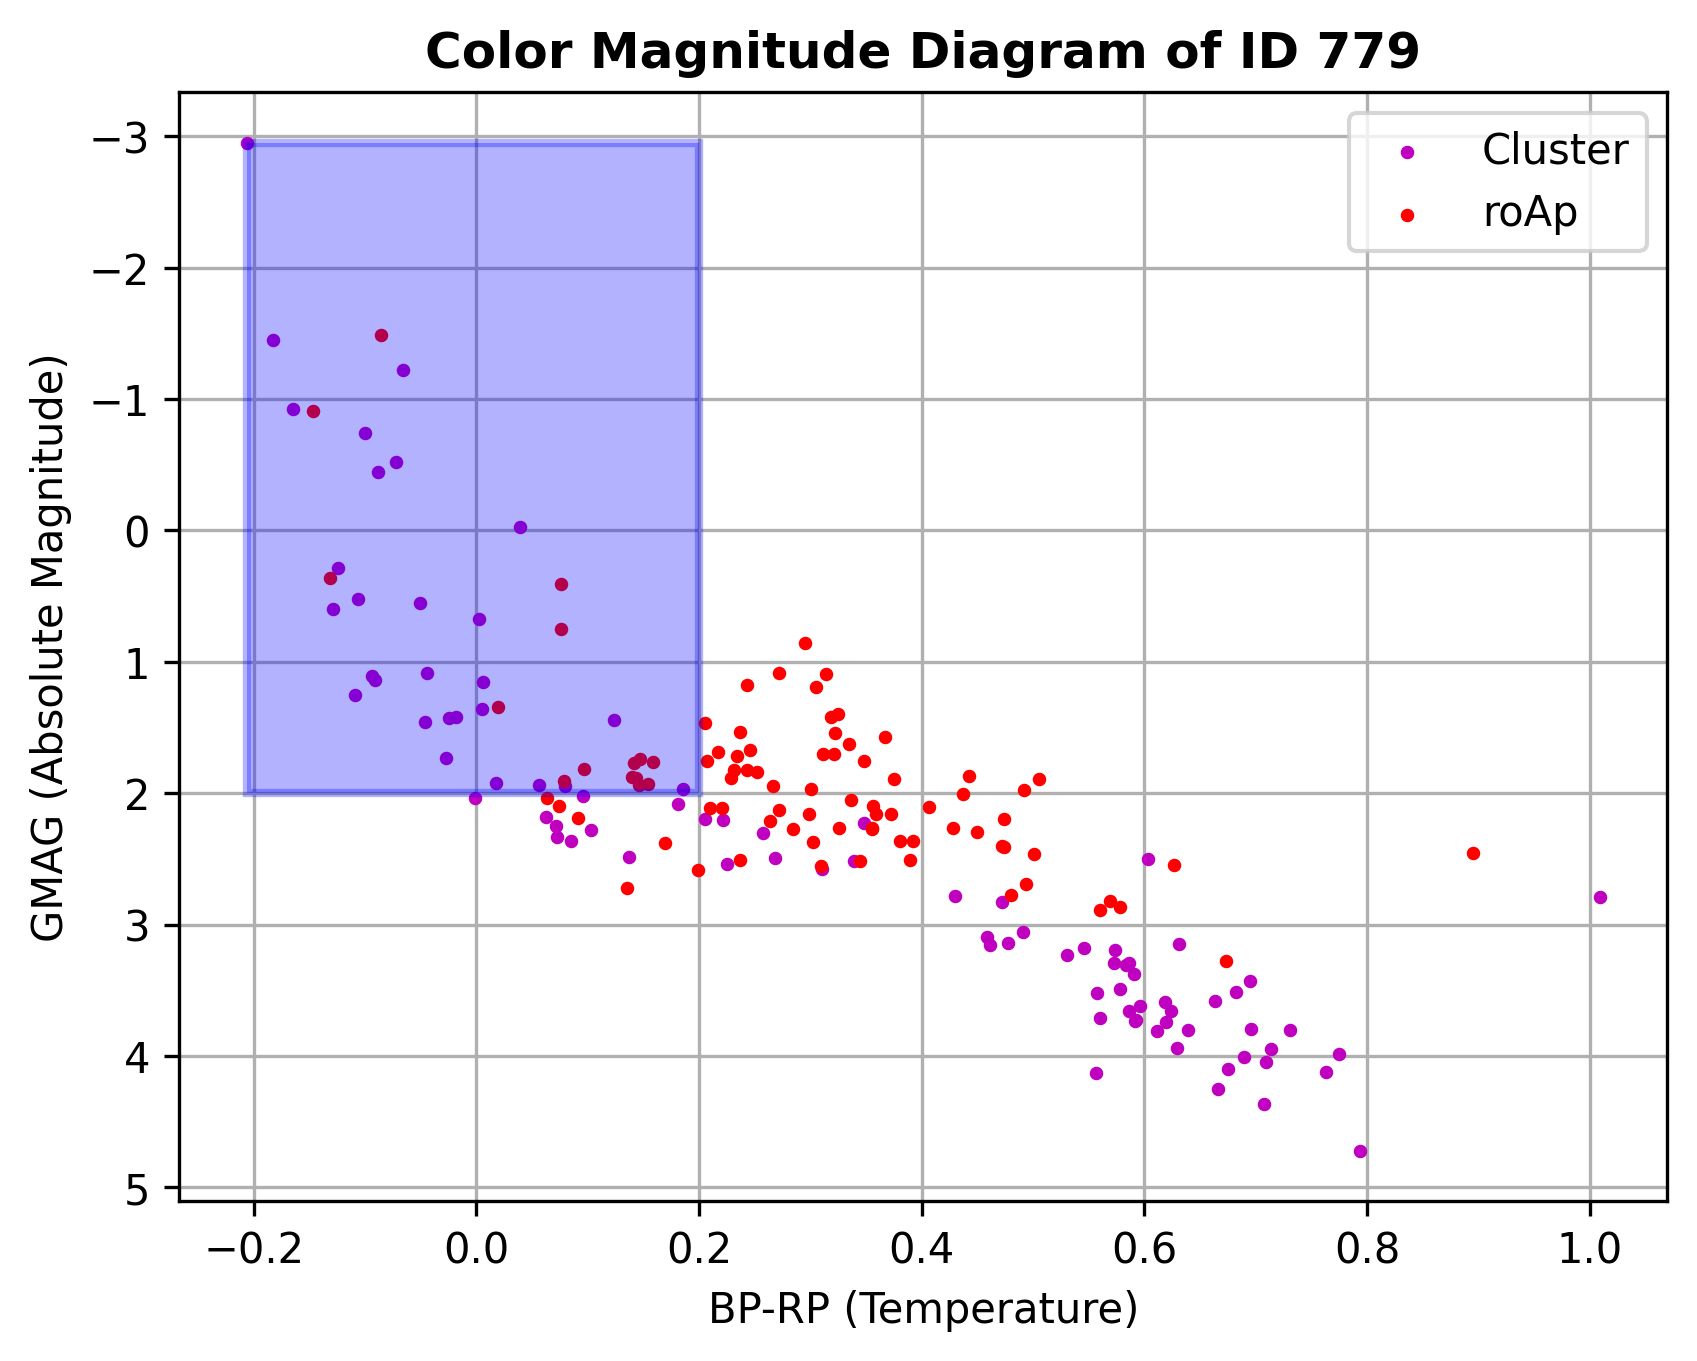 Color Magnitude Diagram of ID 779
Cluster
roAp
GMAG (Absolute Magnitude)
−3
−2
−1
0
1
2
3
4
5
−0.2 0.0 0.2 0.4 0.6 0.8 1.0
BP-RP (Temperature)